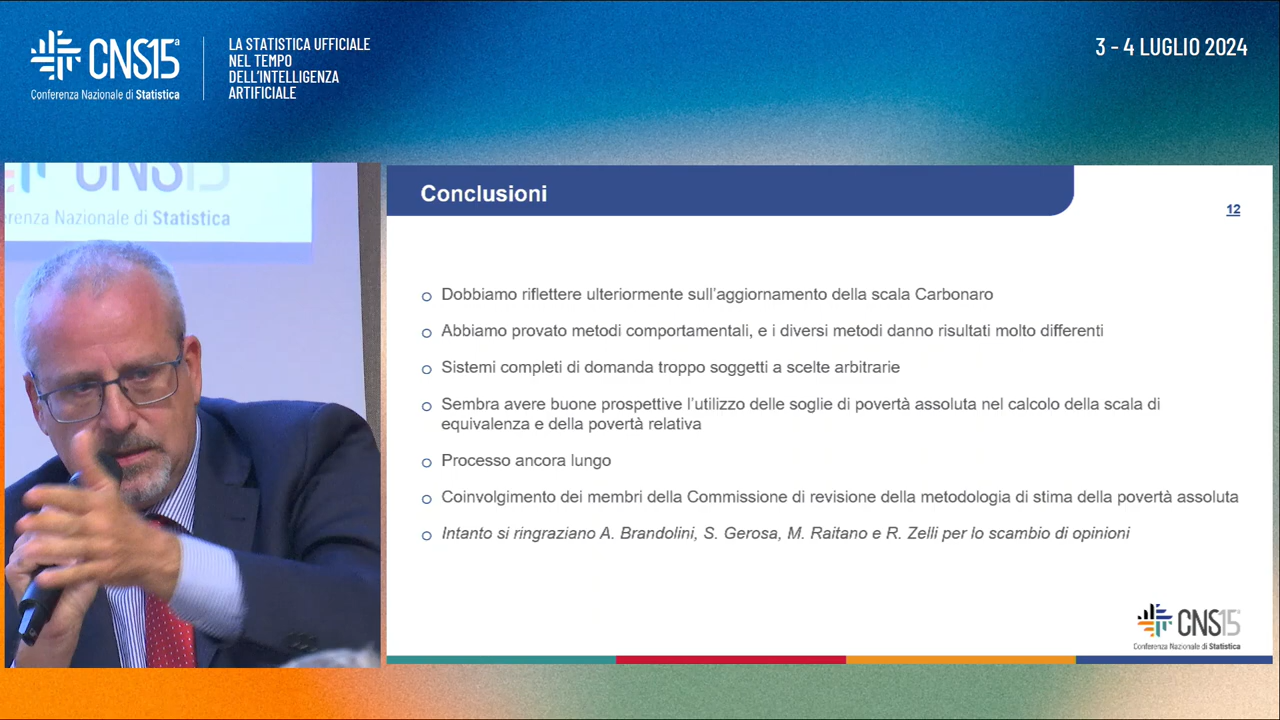 CNS15ª
Conferenza Nazionale di Statistica
LA STATISTICA UFFICIALE
NEL TEMPO
DELL'INTELLIGENZA
ARTIFICIALE
3 - 4 LUGLIO 2024
CNS15
renza Nazionale di Statistica
Conclusioni
12
Dobbiamo riflettere ulteriormente sull'aggiornamento della scala Carbonaro
Abbiamo provato metodi comportamentali, e i diversi metodi danno risultati molto differenti
Sistemi completi di domanda troppo soggetti a scelte arbitrarie
Sembra avere buone prospettive l'utilizzo delle soglie di povertà assoluta nel calcolo della scala di
equivalenza e della povertà relativa
Processo ancora lungo
Coinvolgimento dei membri della Commissione di revisione della metodologia di stima della povertà assoluta
Intanto si ringraziano A. Brandolini, S. Gerosa, M. Raitano e R. Zelli per lo scambio di opinioni
CNS15
Conferenza Nazionale di Statistica